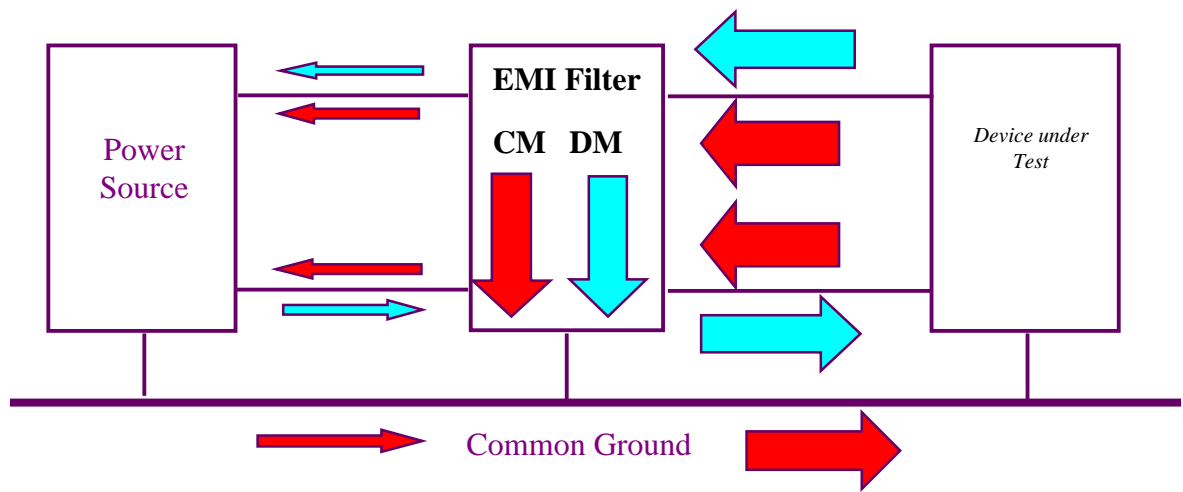 EMI Filter
CM DM
Power
Source
Device under
Test
Common Ground